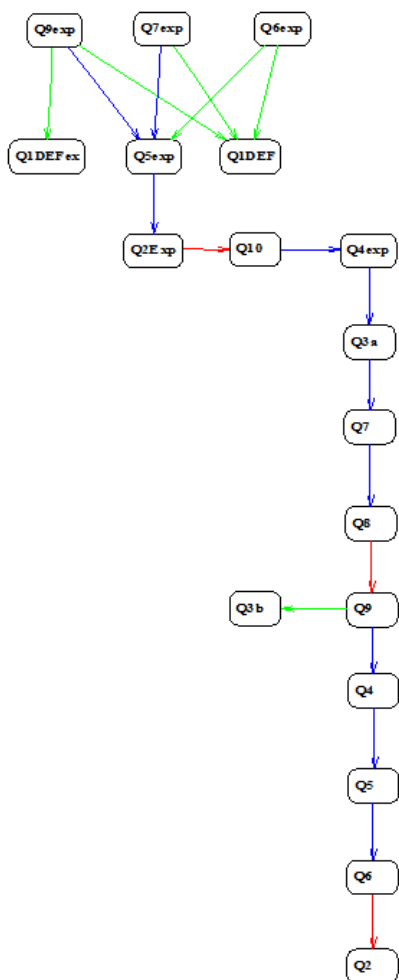 Q9exp Q7exp Q6exp
Q1DEFex Q5exp Q1DEF
Q2Exp Q10 Q4exp
Q3a
Q7
Q8
Q3b Q9
Q4
Q5
Q6
Q2